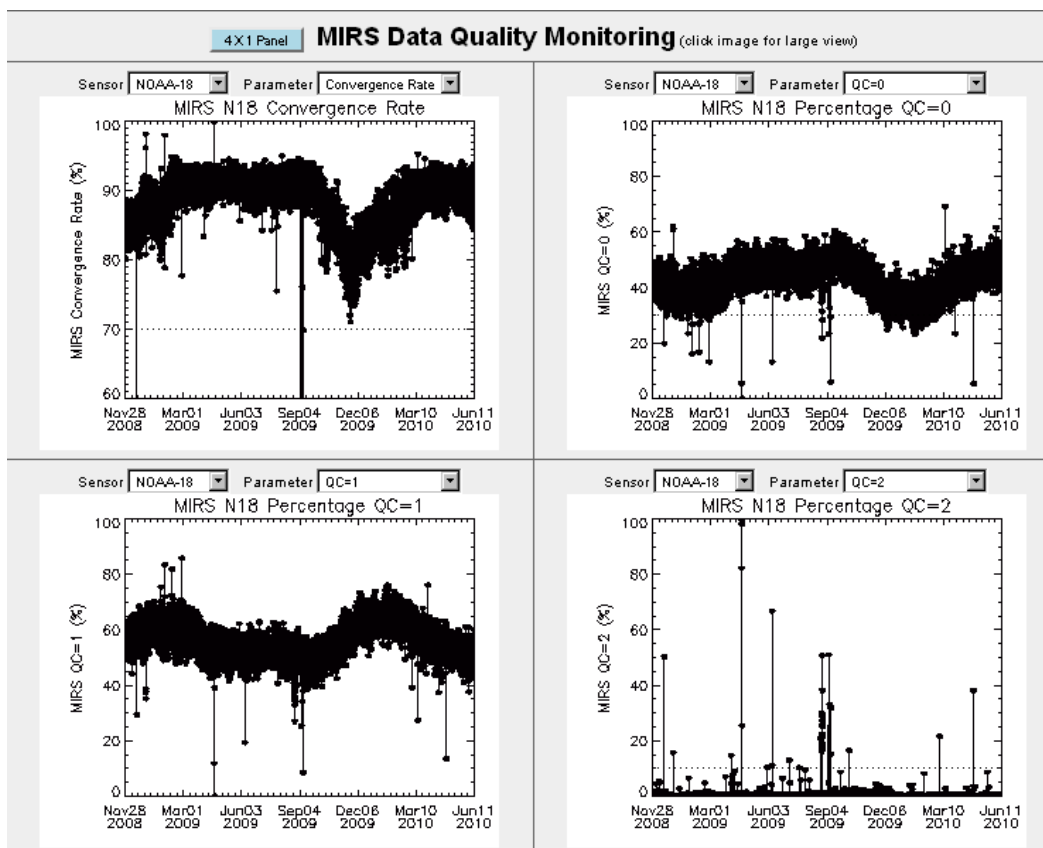 4X1 Panel MIRS Data Quality Monitoring (click image for large view)
Sensor NOAA-18 Parameter Convergence Rate
MIRS N18 Convergence Rate
MIRS Convergence Rate (%)
100
90
80
70
60
Nov28 Mar01 Jun03 Sep04 Dec06 Mar10 Jun11
2008 2009 2009 2009 2009 2010 2010
Sensor NOAA-18 Parameter QC=0
MIRS N18 Percentage QC=0
MIRS QC=0 (%)
100
80
60
40
20
0
Nov28 Mar01 Jun03 Sep04 Dec06 Mar10 Jun11
2008 2009 2009 2009 2009 2010 2010
Sensor NOAA-18 Parameter QC=1
MIRS N18 Percentage QC=1
MIRS QC=1 (%)
100
80
60
40
20
0
Nov28 Mar01 Jun03 Sep04 Dec06 Mar10 Jun11
2008 2009 2009 2009 2009 2010 2010
Sensor NOAA-18 Parameter QC=2
MIRS N18 Percentage QC=2
MIRS QC=2 (%)
100
80
60
40
20
0
Nov28 Mar01 Jun03 Sep04 Dec06 Mar10 Jun11
2008 2009 2009 2009 2009 2010 2010